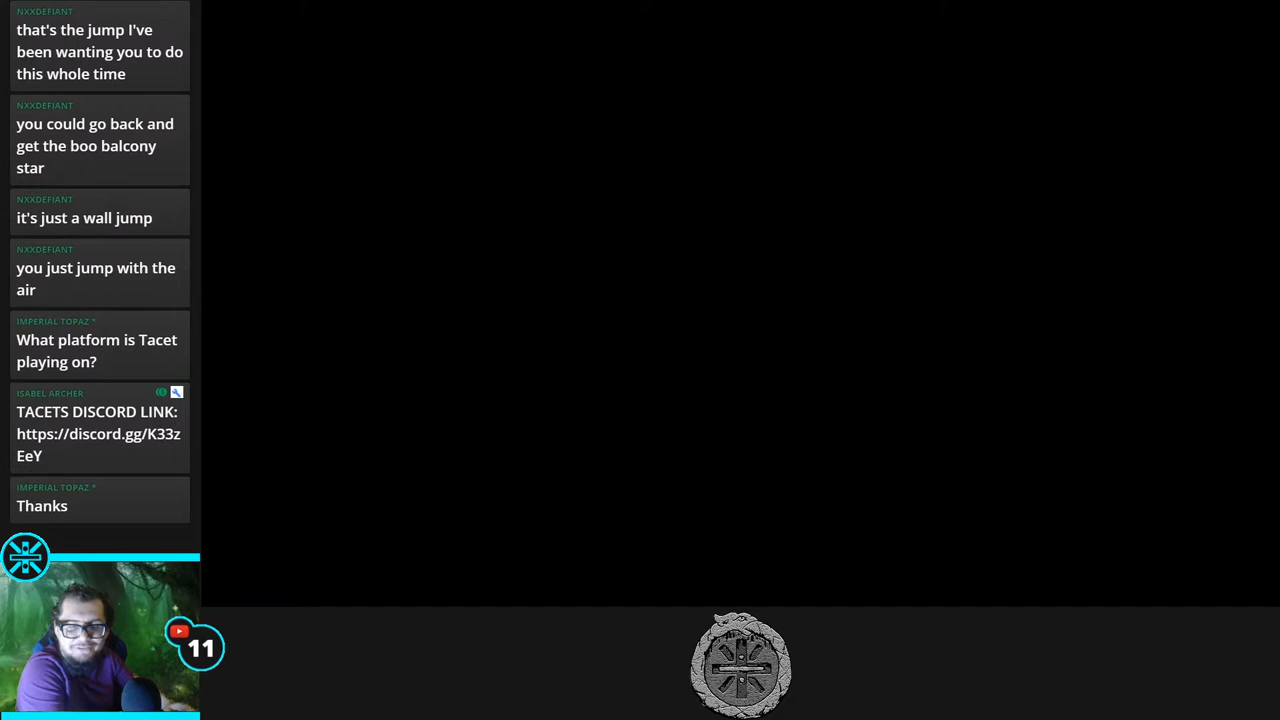 NXXDEFIANT
that's the jump I've
been wanting you to do
this whole time
NXXDEFIANT
you could go back and
get the boo balcony
star
NXXDEFIANT
it's just a wall jump
NXXDEFIANT
you just jump with the
air
IMPERIAL TOPAZ *
What platform is Tacet
playing on?
ISABEL ARCHER
TACETS DISCORD LINK:
https://discord.gg/K33z
EeY
IMPERIAL TOPAZ *
Thanks
11